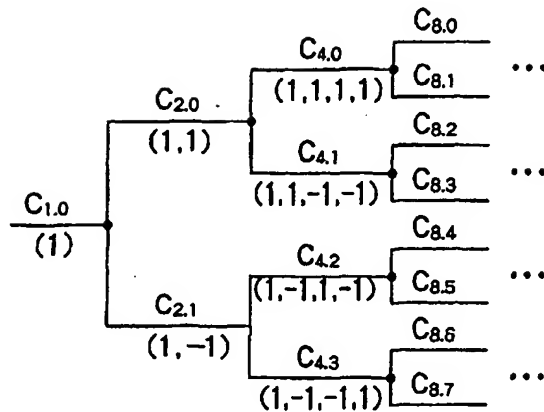 C8.0
C4.0
(1,1,1,1)
C8.1
...
C2.0
(1,1)
C8.2
C4.1
(1,1,-1,-1)
C8.3
...
C1.0
(1)
C8.4
C4.2
(1,-1,1,-1)
C8.5
...
C2.1
(1,-1)
C8.6
C4.3
(1,-1,-1,1)
C8.7
...